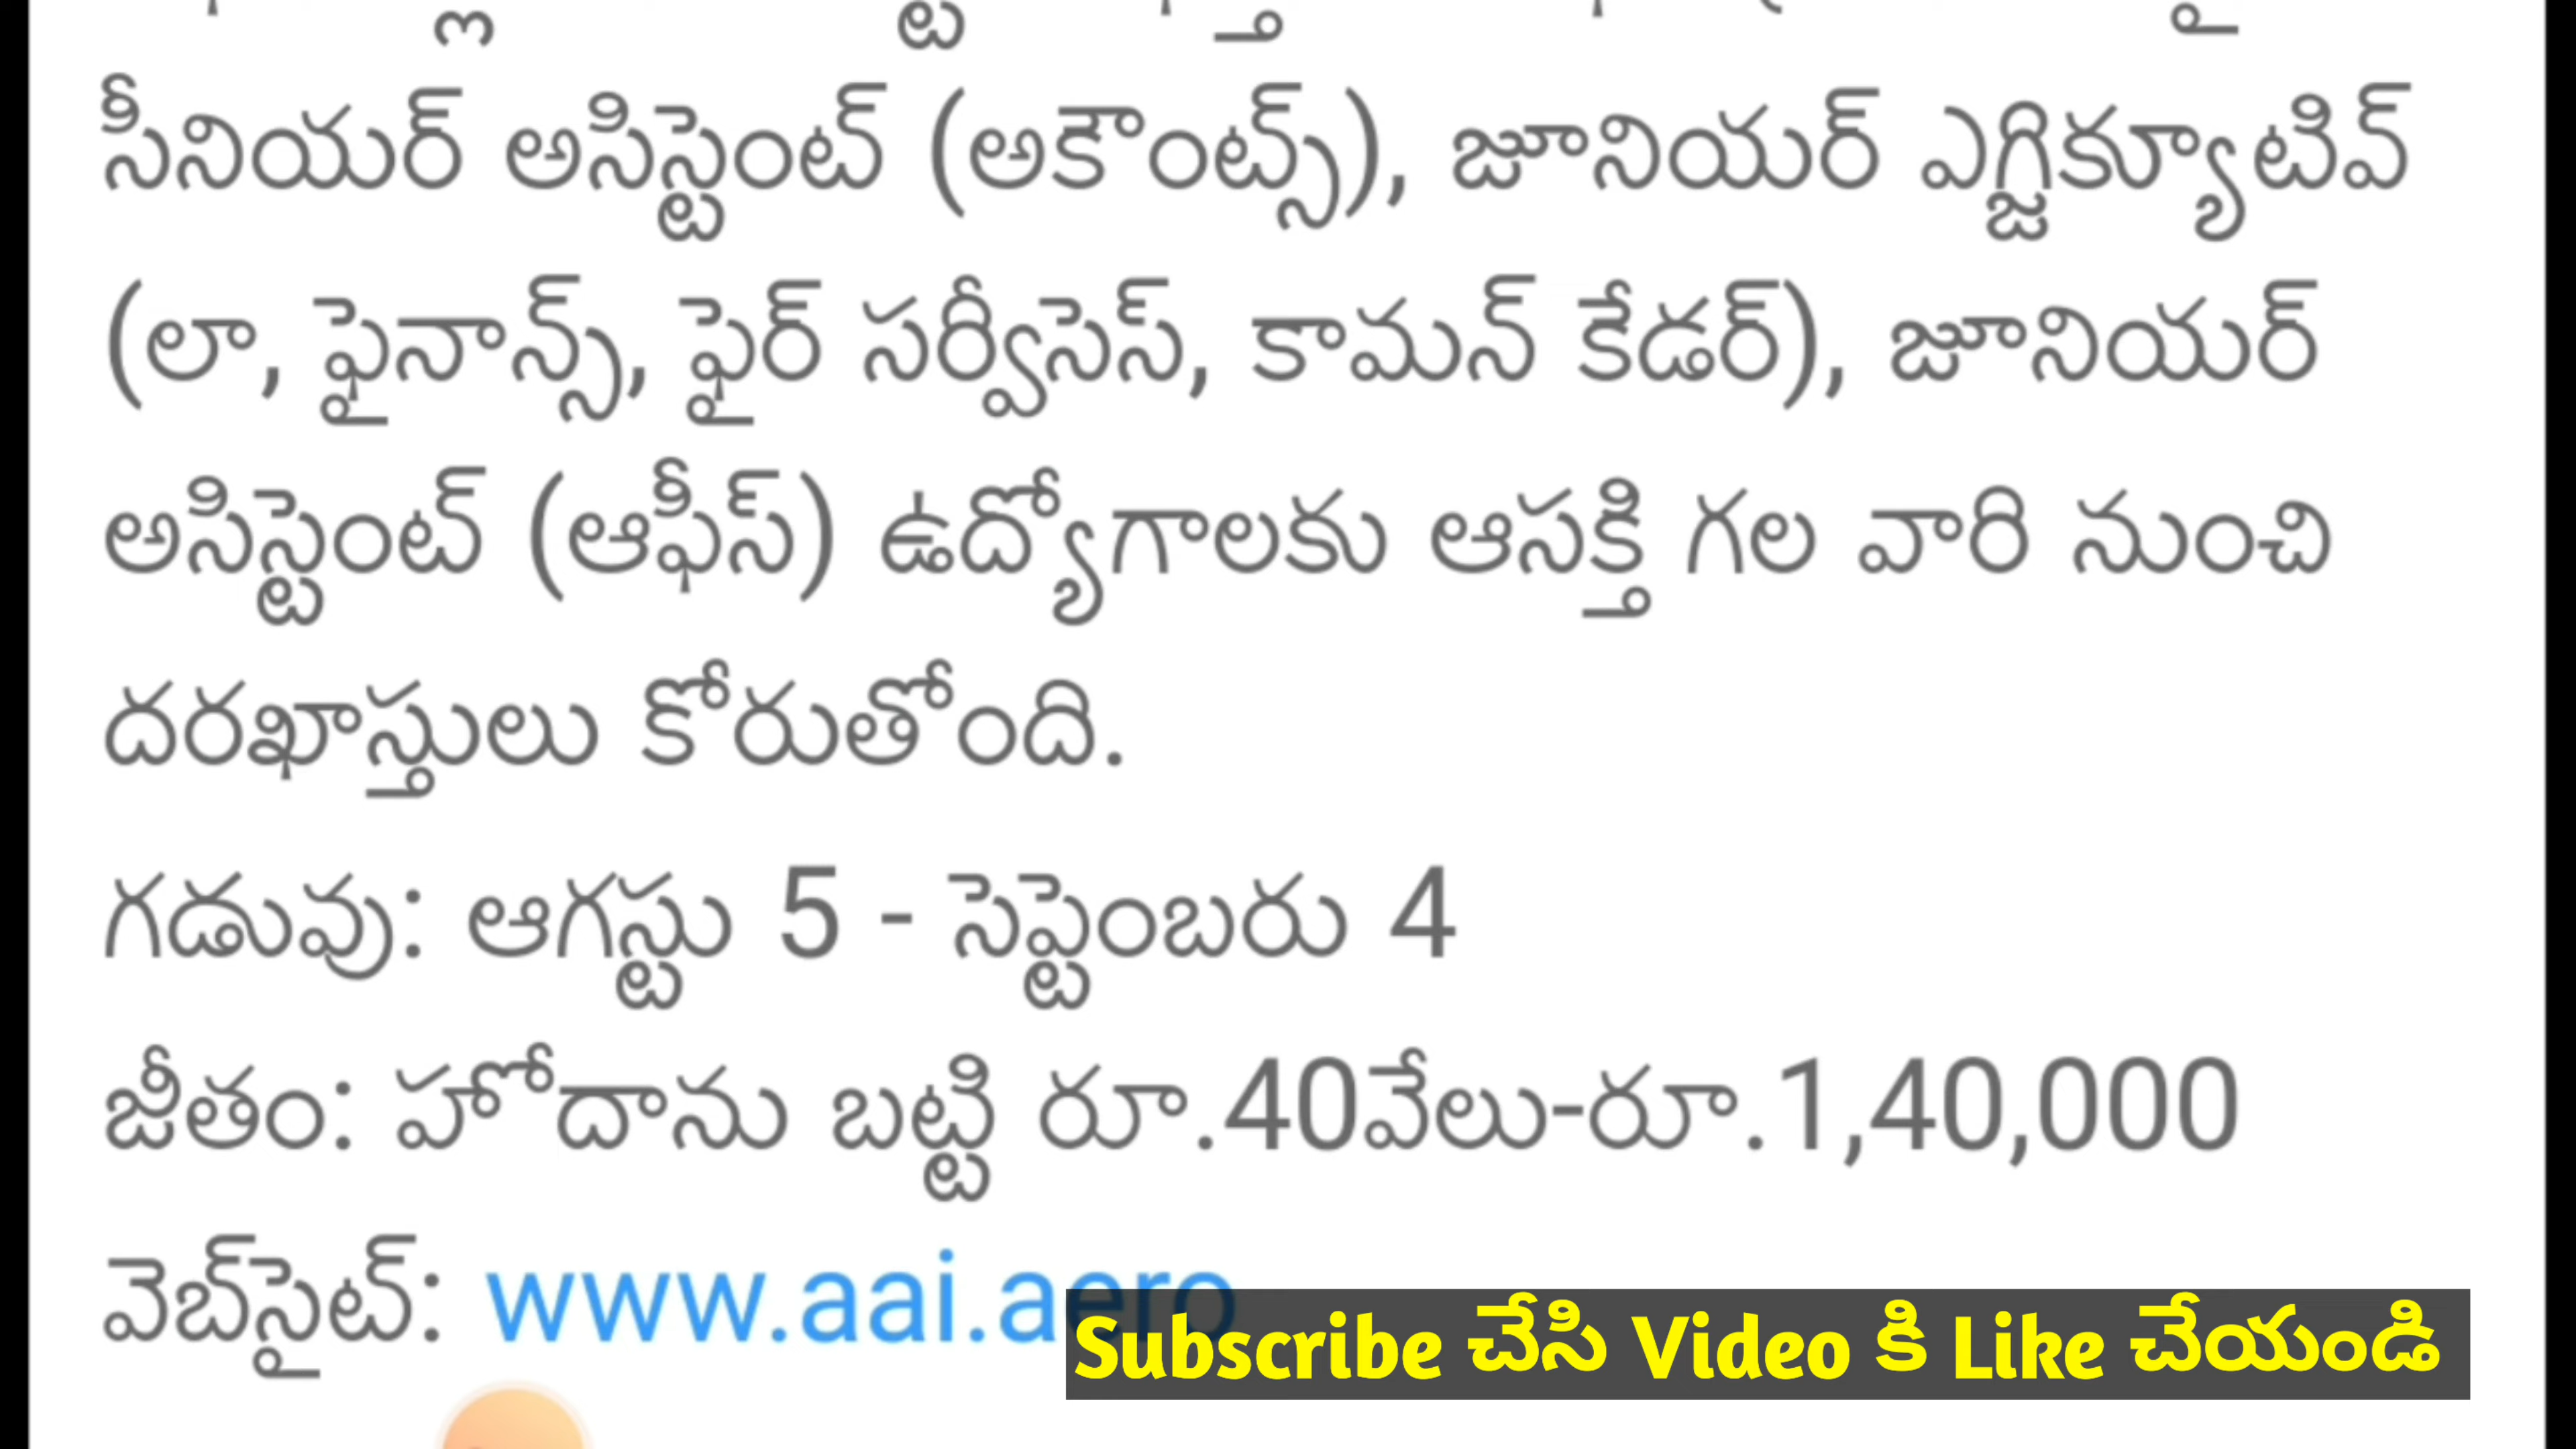 సీనియర్ అసిస్టెంట్ (అకౌంట్స్), జూనియర్ ఎగ్జిక్యూటివ్
(లా, ఫైనాన్స్, ఫైర్ సర్వీసెస్, కామన్ కేడర్), జూనియర్
అసిస్టెంట్ (ఆఫీస్) ఉద్యోగాలకు ఆసక్తి గల వారి నుంచి
దరఖాస్తులు కోరుతోంది.
గడువు: ఆగస్టు 5 - సెప్టెంబరు 4
జీతం: హోదాను బట్టి రూ.40వేలు-రూ.1,40,000
వెబ్‌సైట్: www.aai.aero
Subscribe చేసి Video కి Like చేయండి